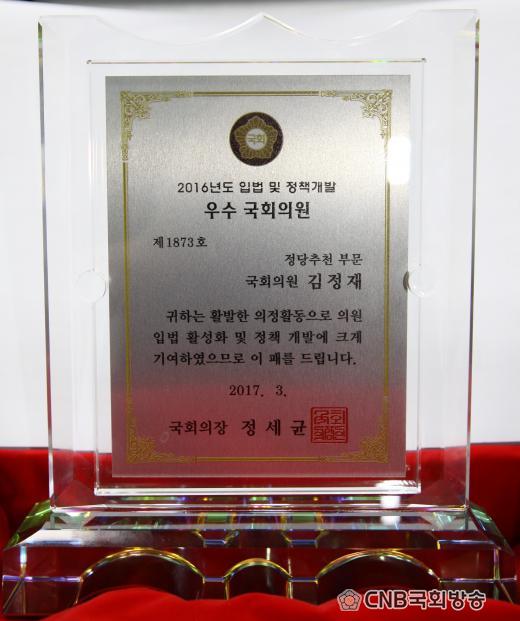 국회
2016년도 입법 및 정책개발
우수 국회의원
제1873호
정당추천 부문
국회의원 김정재
귀하는 활발한 의정활동으로 의원
입법 활성화 및 정책 개발에 크게
기여하였으므로 이 패를 드립니다.
2017. 3.
국회의장 정세균
CNB국회방송